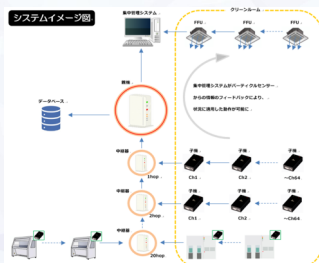 システムイメージ図.
クリーンルーム
集中管理システム.
FFU.
FFU.
FFU.
親機.
集中管理システムがパーティクルセンサー.
からの情報のフィードバックにより、.
状況に適用した動作が可能に.
データベース.
中継器
子機.
子機.
子機.
1hop.
Ch1.
Ch2.
~Ch64
中継器
子機.
子機.
子機.
2hop.
Ch1.
Ch2.
~Ch64
中継器
20hop